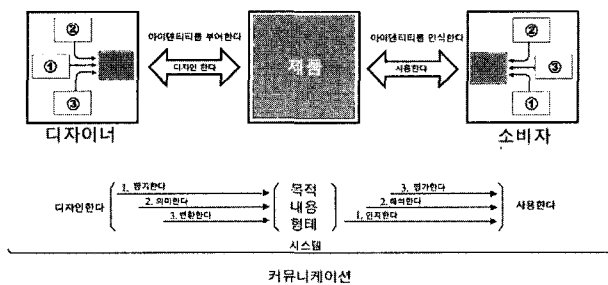 ②
①
③
디자이너
아이덴티티를 부여한다
디자인 한다
제품
아이덴티티를 인식한다
사용한다
②
③
①
소비자
디자인한다
1. 평가한다
2. 의미한다
3. 변환한다
목적
내용
형태
3. 평가한다
2. 해석한다
1. 인지한다
사용한다
시스템
커뮤니케이션